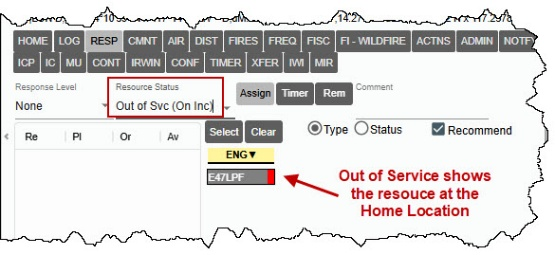 HOME LOG RESP CMNT AIR DIST FIRES FREQ FISC FI - WILDFIRE ACTNS ADMIN NOTF
ICP IC MU CONT IRWIN CONF TIMER XFER IWI MIR
Response Level Resource Status Comment
None Out of Svc (On Inc) Assign Timer Rem
Re Pl Or Av Select Clear Type Status Recommend
ENG▼
E47LPF
Out of Service shows
the resouce at the
Home Location